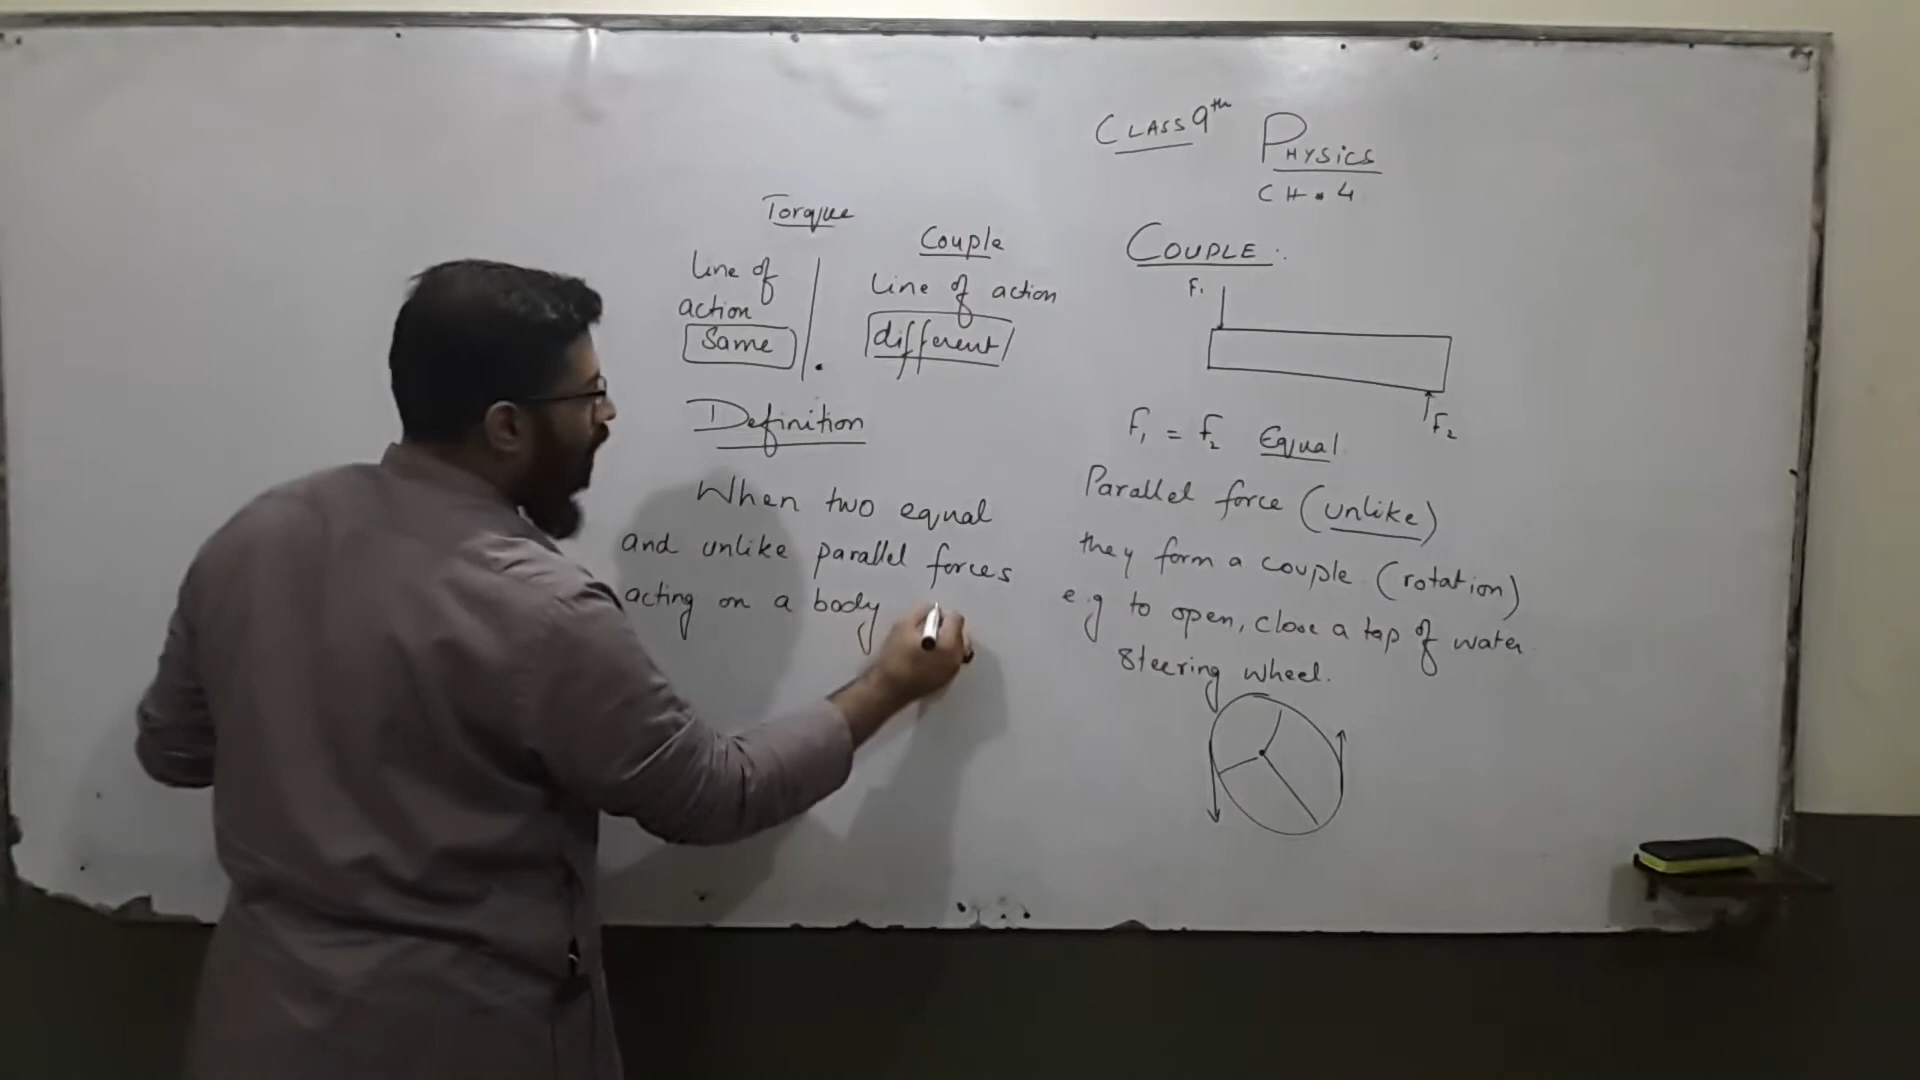 CLASS 9th
PHYSICS
CH.4
Torque
Line of
action
Same
Couple
Line of action
different
Definition
When two equal
and unlike parallel forces
acting on a body
COUPLE:
F1
F2
F1 = F2 Equal
Parallel force (unlike)
they form a couple (rotation)
e.g to open, close a tap of water
Steering wheel.